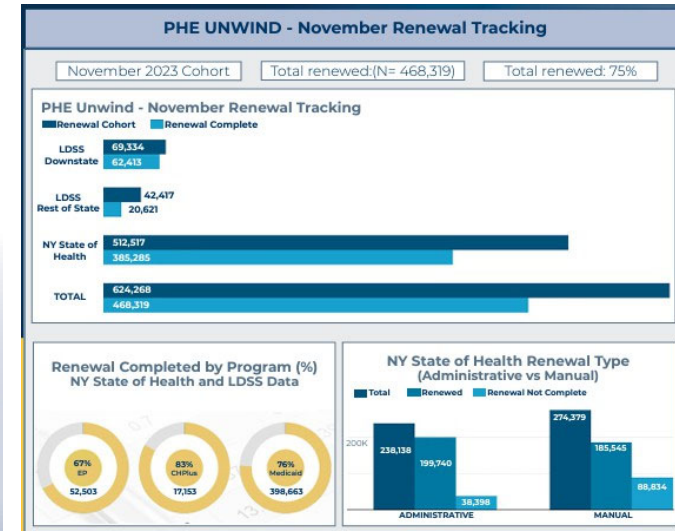 PHE UNWIND - November Renewal Tracking
November 2023 Cohort
Total renewed:(N= 468,319)
Total renewed: 75%
PHE Unwind - November Renewal Tracking
Renewal Cohort Renewal Complete
LDSS
Downstate
69,334
62,413
LDSS
Rest of State
42,417
20,621
NY State of
Health
512,517
385,285
TOTAL
624,268
468,319
Renewal Completed by Program (%)
NY State of Health and LDSS Data
67%
EP
52,503
83%
CHPlus
17,153
76%
Medicaid
398,663
NY State of Health Renewal Type
(Administrative vs Manual)
Total Renewed Renewal Not Complete
200K
238,138
199,740
38,398
ADMINISTRATIVE
274,379
185,545
88,834
MANUAL